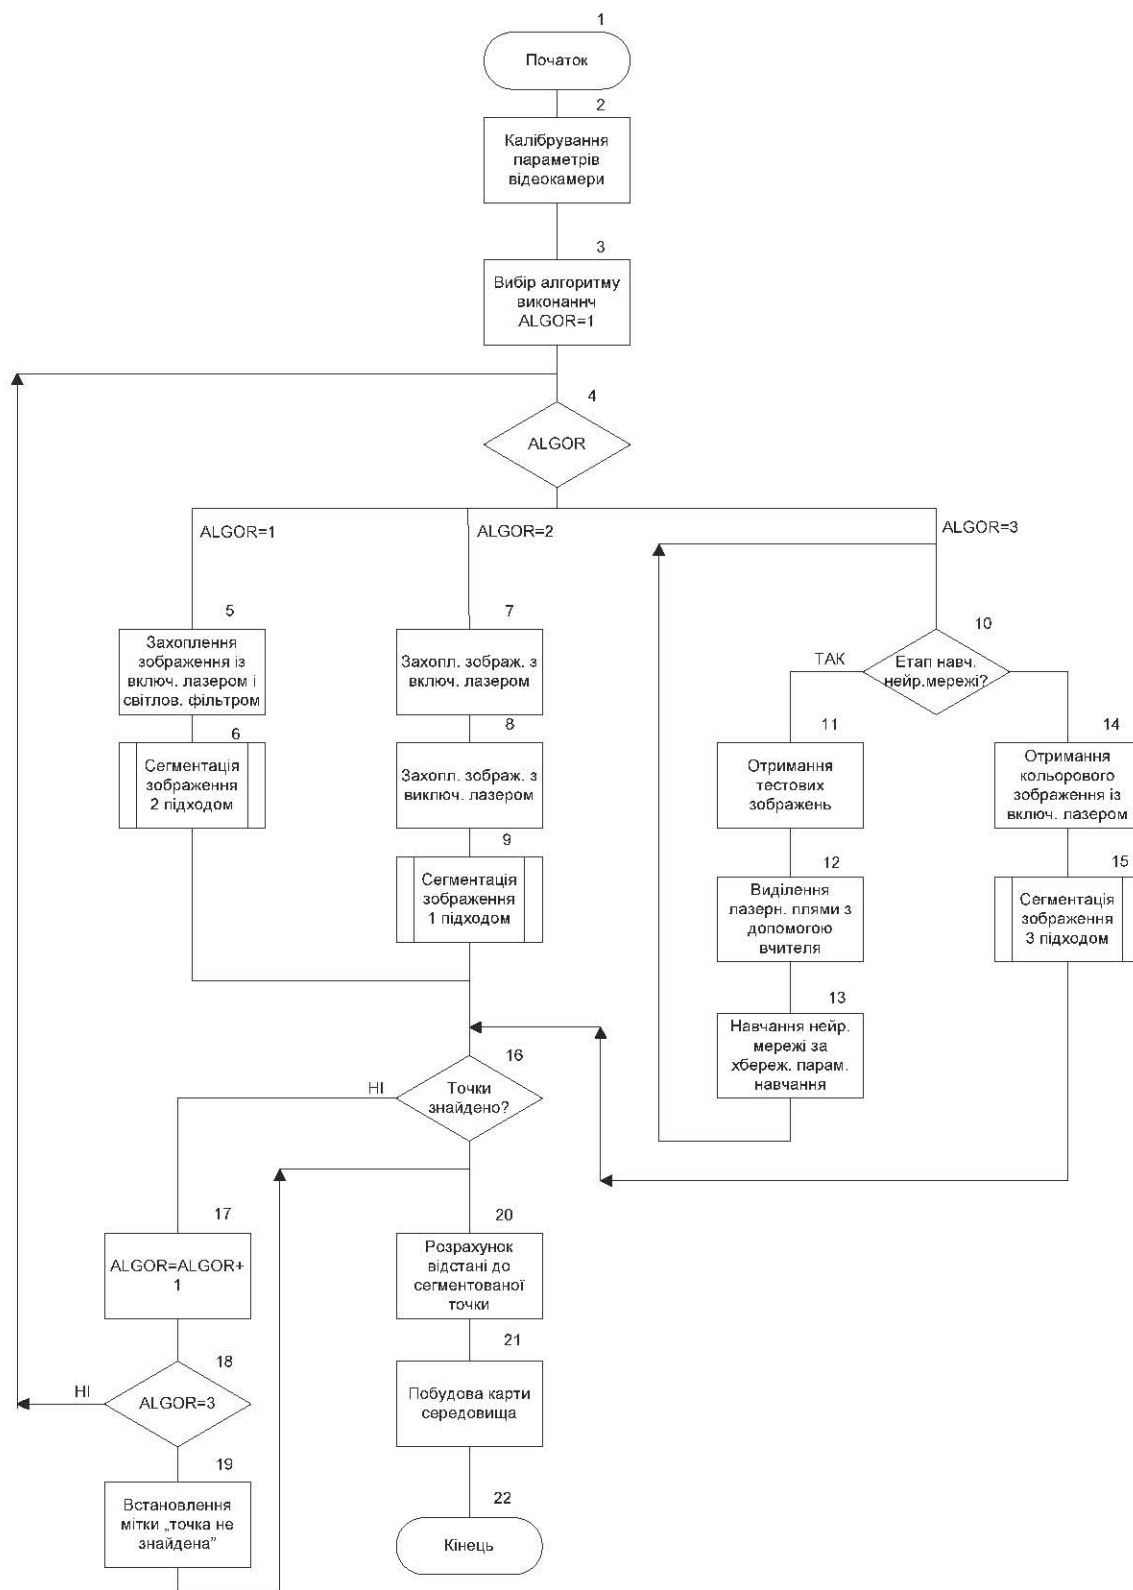 1
Початок
2
Калібрування
параметрів
відеокамери
3
Вибір алгоритму
виконаннч
ALGOR=1
4
ALGOR
ALGOR=1
ALGOR=2
ALGOR=3
5
Захоплення
зображення із
включ. лазером і
світлов. фільтром
6
Сегментація
зображення
2 підходом
7
Захопл. зображ. з
включ. лазером
8
Захопл. зображ. з
виключ. лазером
9
Сегментація
зображення
1 підходом
10
ТАК
Етап навч.
нейр.мережі?
11
Отримання
тестових
зображень
12
Виділення
лазерн. плями з
допомогою
вчителя
13
Навчання нейр.
мережі за
хбереж. парам.
навчання
14
Отримання
кольорового
зображення із
включ. лазером
15
Сегментація
зображення
3 підходом
16
НІ
Точки
знайдено?
17
ALGOR=ALGOR+
1
18
НІ
ALGOR=3
19
Встановлення
мітки „точка не
знайдена”
20
Розрахунок
відстані до
сегментованої
точки
21
Побудова карти
середовища
22
Кінець